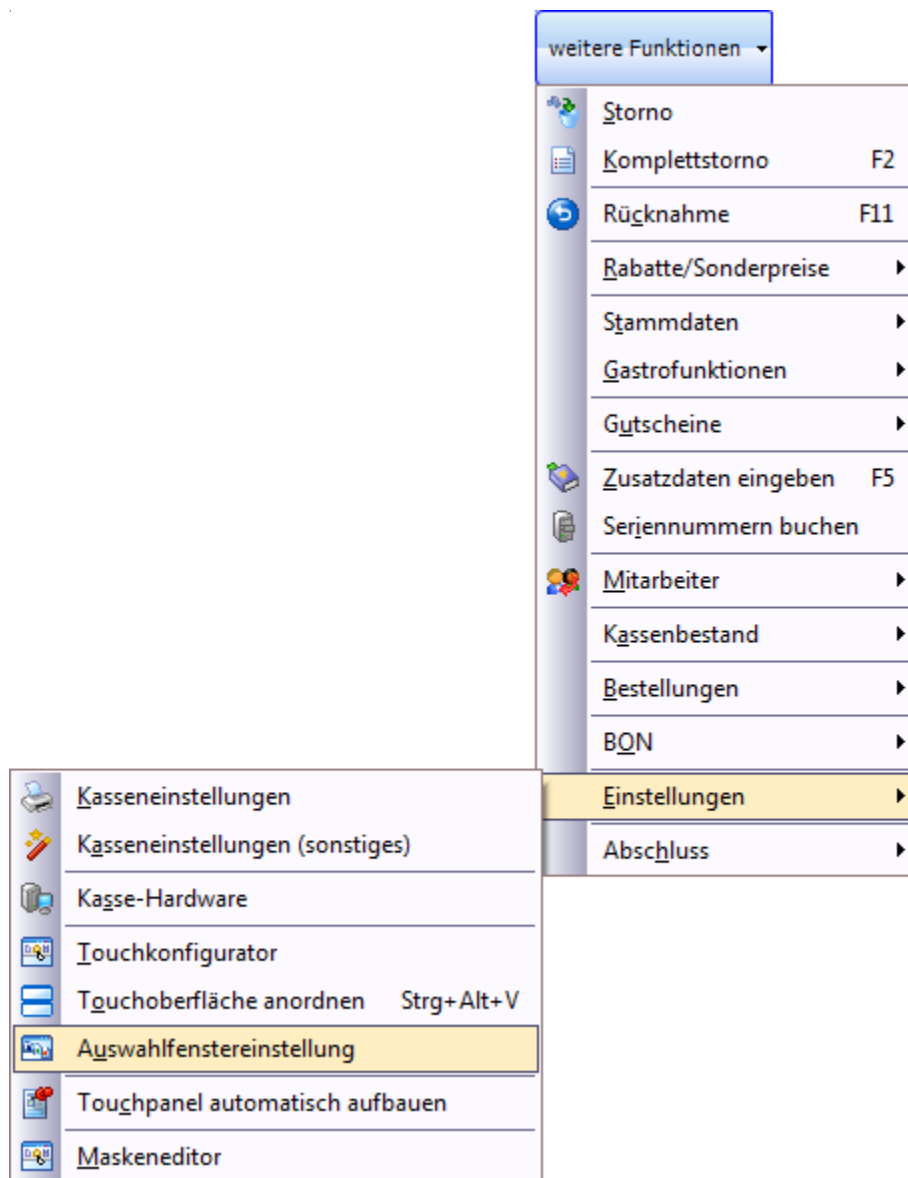 weitere Funktionen
Storno
Komplettstorno F2
Rücknahme F11
Rabatte/Sonderpreise
Stammdaten
Gastrofunktionen
Gutscheine
Zusatzdaten eingeben F5
Seriennummern buchen
Mitarbeiter
Kassenbestand
Bestellungen
BON
Einstellungen
Abschluss
Kasseneinstellungen
Kasseneinstellungen (sonstiges)
Kasse-Hardware
Touchkonfigurator
Touchoberfläche anordnen Strg+Alt+V
Auswahlfenstereinstellung
Touchpanel automatisch aufbauen
Maskeneditor